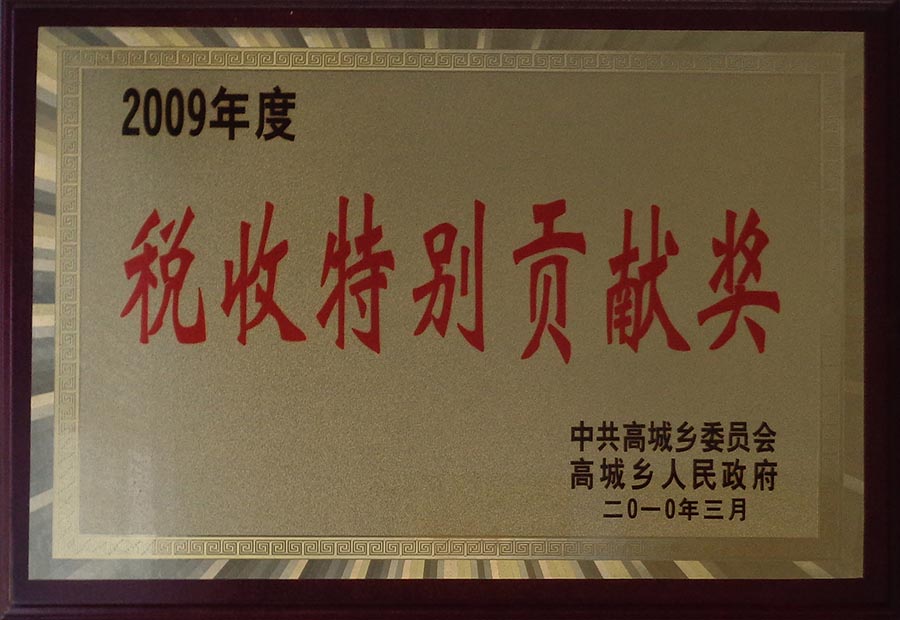 2009年度
税收特别贡献奖
中共高城乡委员会
高城乡人民政府
二0一0年三月